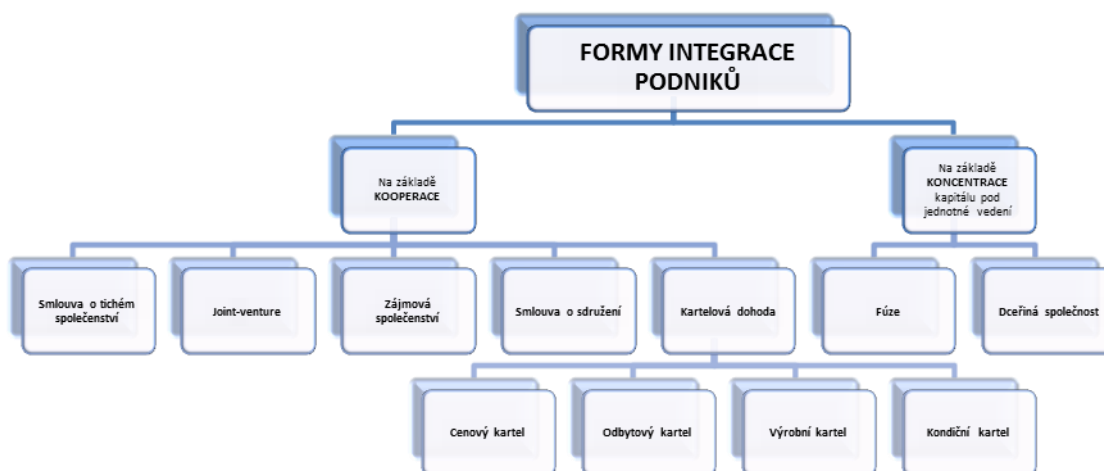 FORMY INTEGRACE
PODNIKŮ
Na základě
KOOPERACE
Na základě
KONCENTRACE
kapitálu pod
jednotné vedení
Smlouva o tichém
společenství
Joint-venture
Zájmová
společenství
Smlouva o sdružení
Kartelová dohoda
Fúze
Dceřiná společnost
Cenový kartel
Odbytový kartel
Výrobní kartel
Kondiční kartel